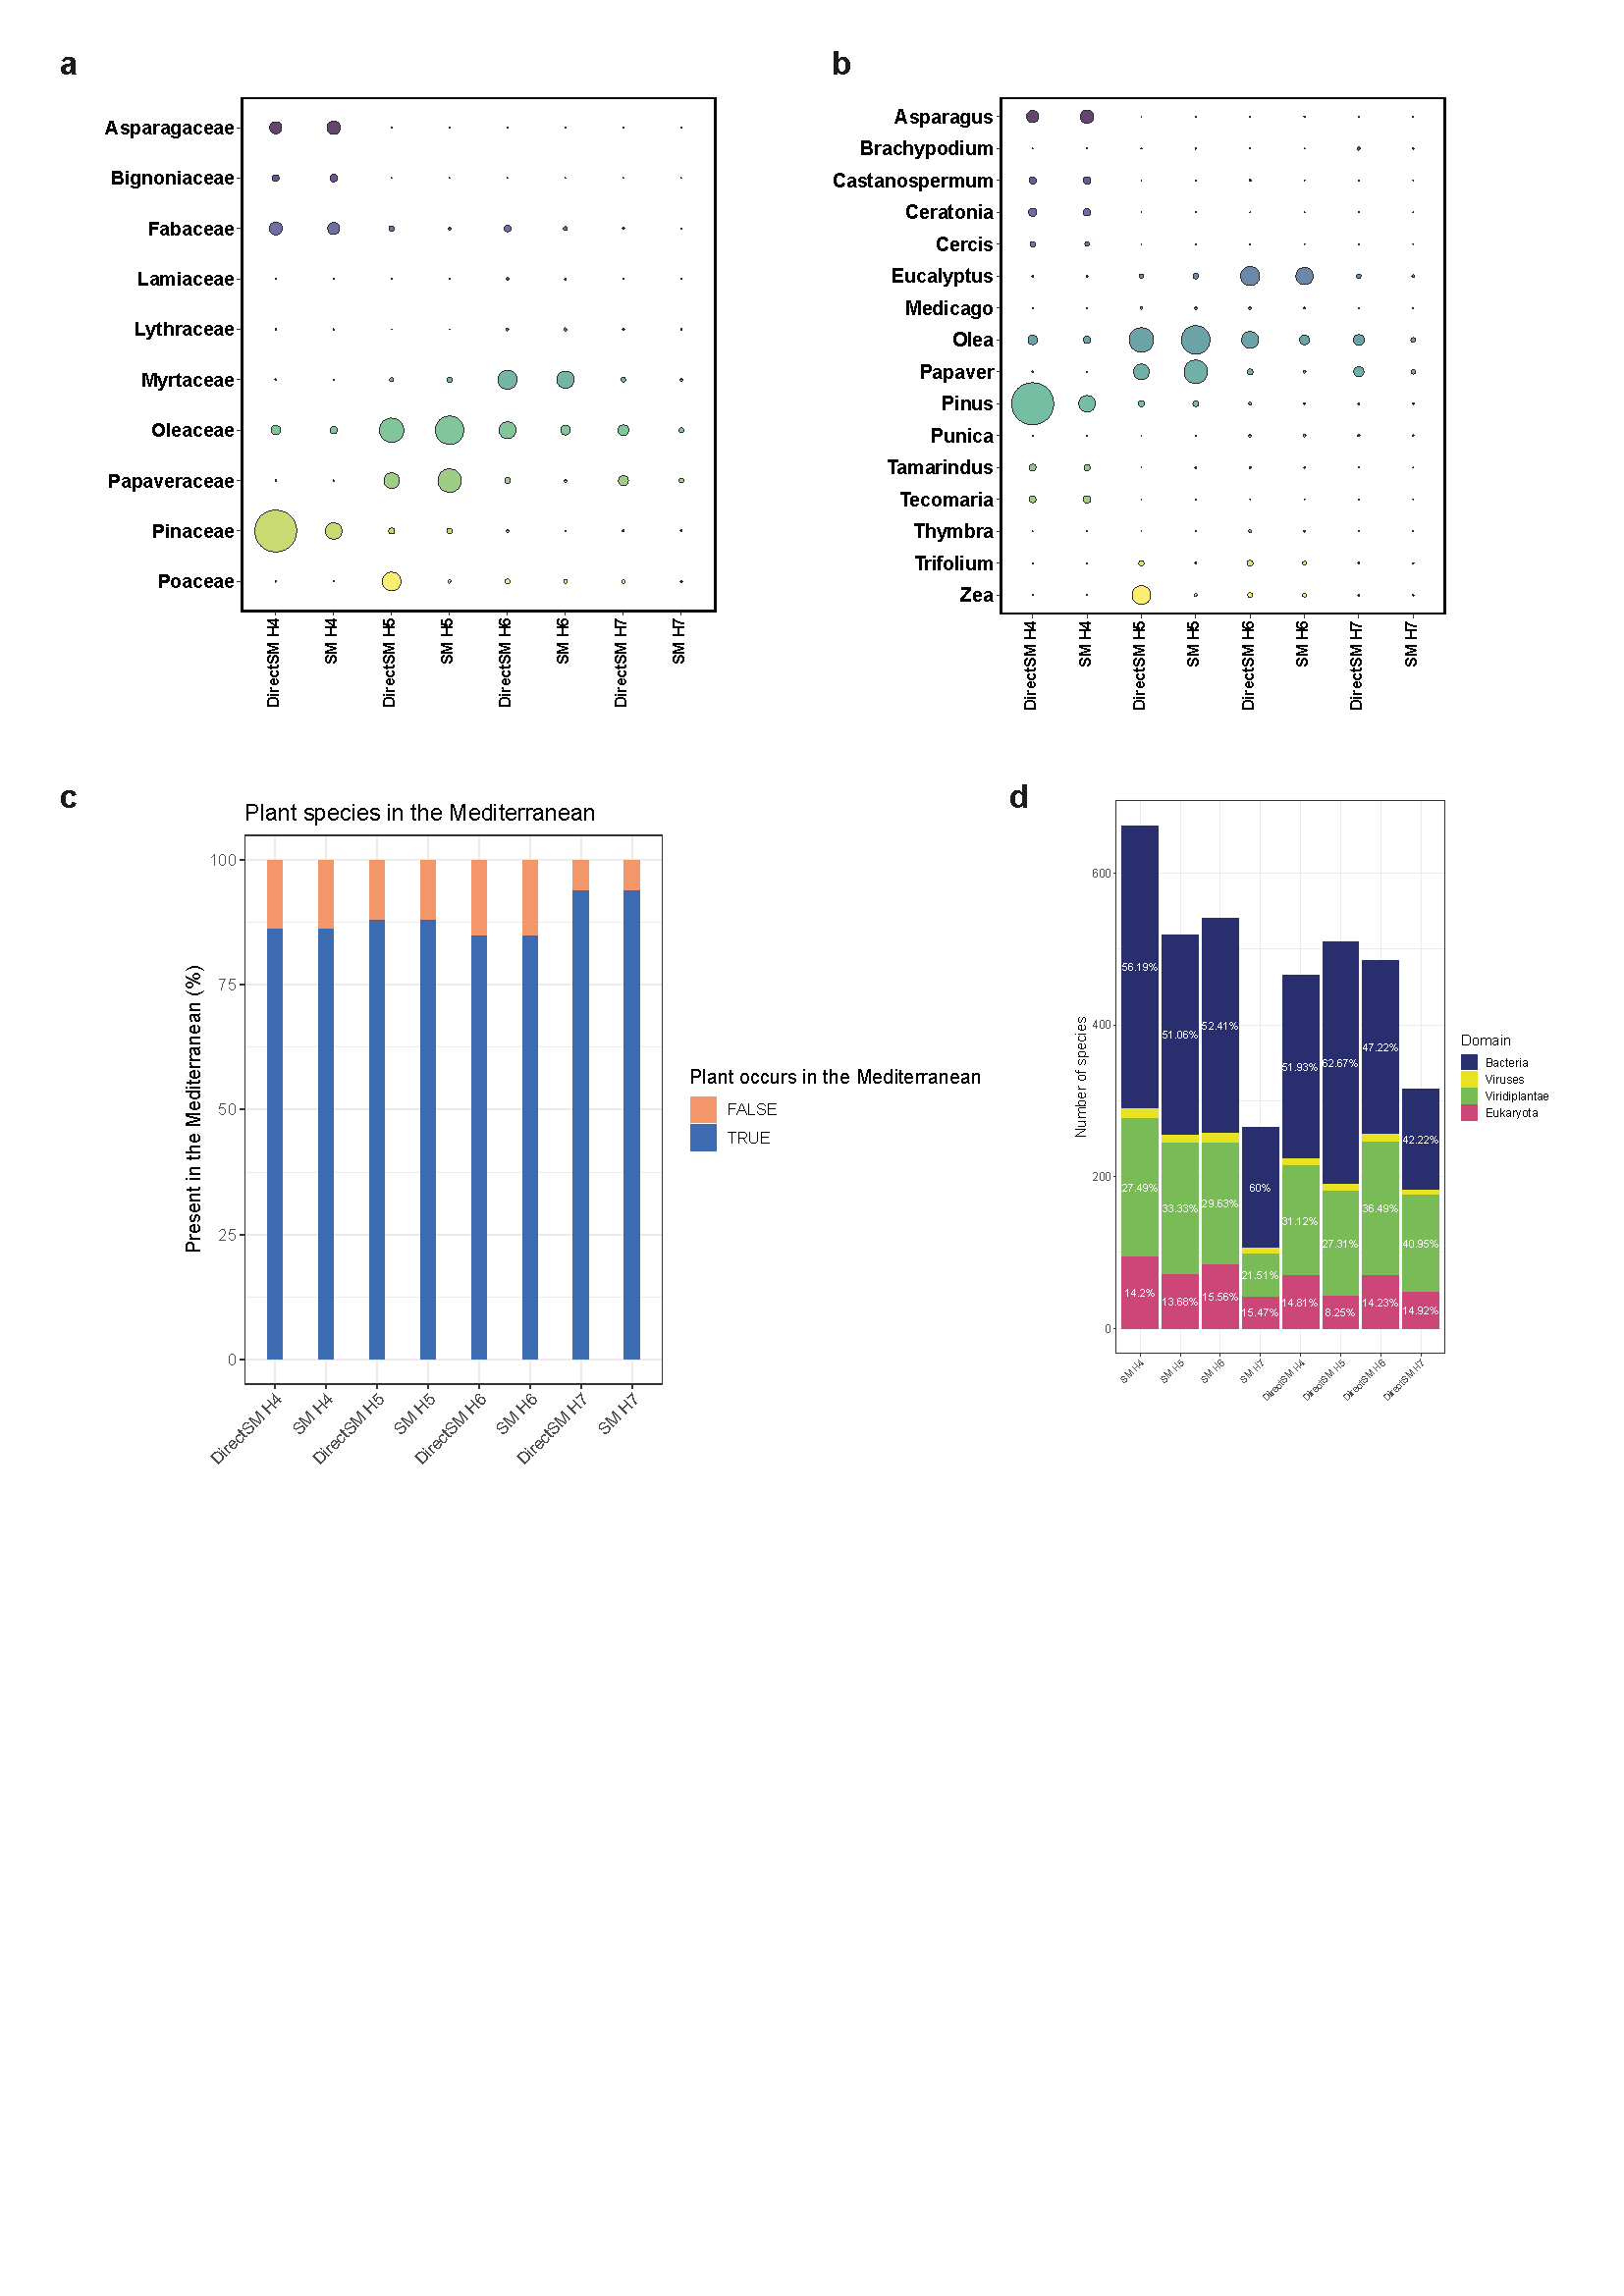 a
Asparagaceae
Bignoniaceae
Fabaceae
Lamiaceae
Lythraceae
Myrtaceae
Oleaceae
Papaveraceae
Pinaceae
Poaceae
DirectSM H4
SM H4
DirectSM H5
SM H5
DirectSM H6
SM H6
DirectSM H7
SM H7
b
Asparagus
Brachypodium
Castanospermum
Ceratonia
Cercis
Eucalyptus
Medicago
Olea
Papaver
Pinus
Punica
Tamarindus
Tecomaria
Thymbra
Trifolium
Zea
DirectSM H4
SM H4
DirectSM H5
SM H5
DirectSM H6
SM H6
DirectSM H7
SM H7
c
Plant species in the Mediterranean
Present in the Mediterranean (%)
100
75
50
25
0
DirectSM H4
SM H4
DirectSM H5
SM H5
DirectSM H6
SM H6
DirectSM H7
SM H7
Plant occurs in the Mediterranean
FALSE
TRUE
d
Number of species
600
400
200
0
56.19%
27.49%
14.2%
51.06%
33.33%
13.68%
52.41%
29.63%
15.56%
60%
21.51%
15.47%
51.93%
31.12%
14.81%
62.67%
27.31%
8.25%
47.22%
36.49%
14.23%
42.22%
40.95%
14.92%
SM H4
SM H5
SM H6
SM H7
DirectSM H4
DirectSM H5
DirectSM H6
DirectSM H7
Domain
Bacteria
Viruses
Viridiplantae
Eukaryota